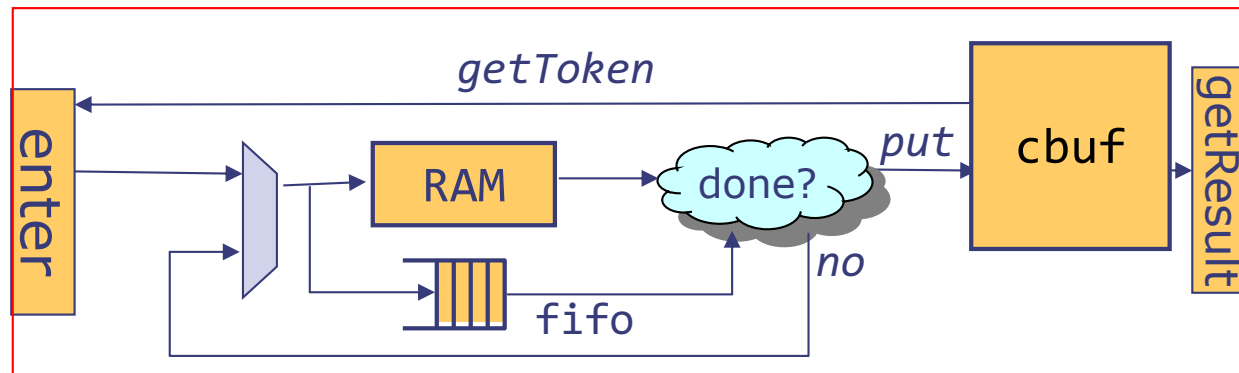 getToken
enter
RAM
done?
put
cbuf
getResult
no
fifo